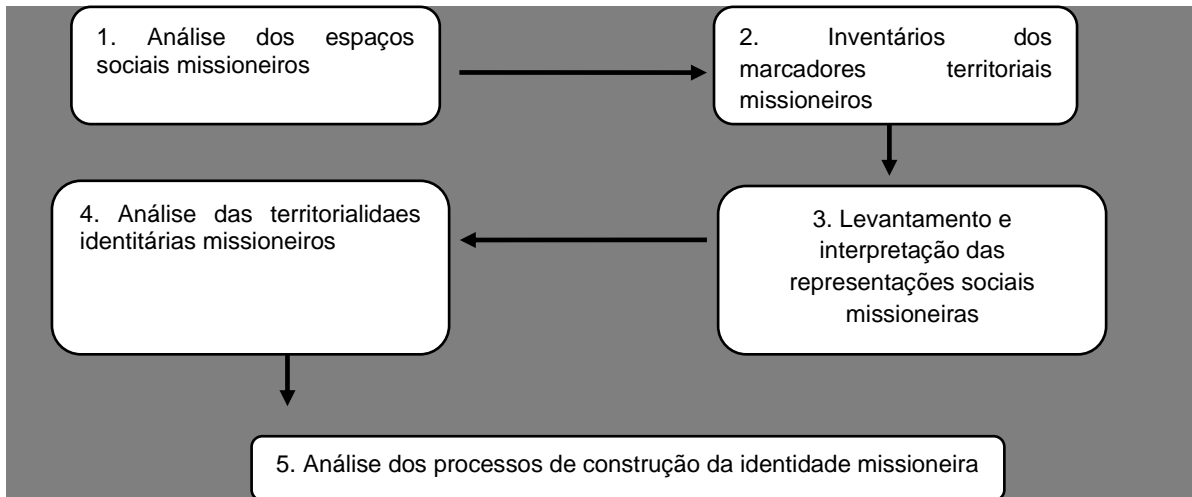 1. Análise dos espaços
sociais missioneiros
2. Inventários dos
marcadores territoriais
missioneiros
4. Análise das territorialidaes
identitárias missioneiros
3. Levantamento e
interpretação das
representações sociais
missioneiras
5. Análise dos processos de construção da identidade missioneira